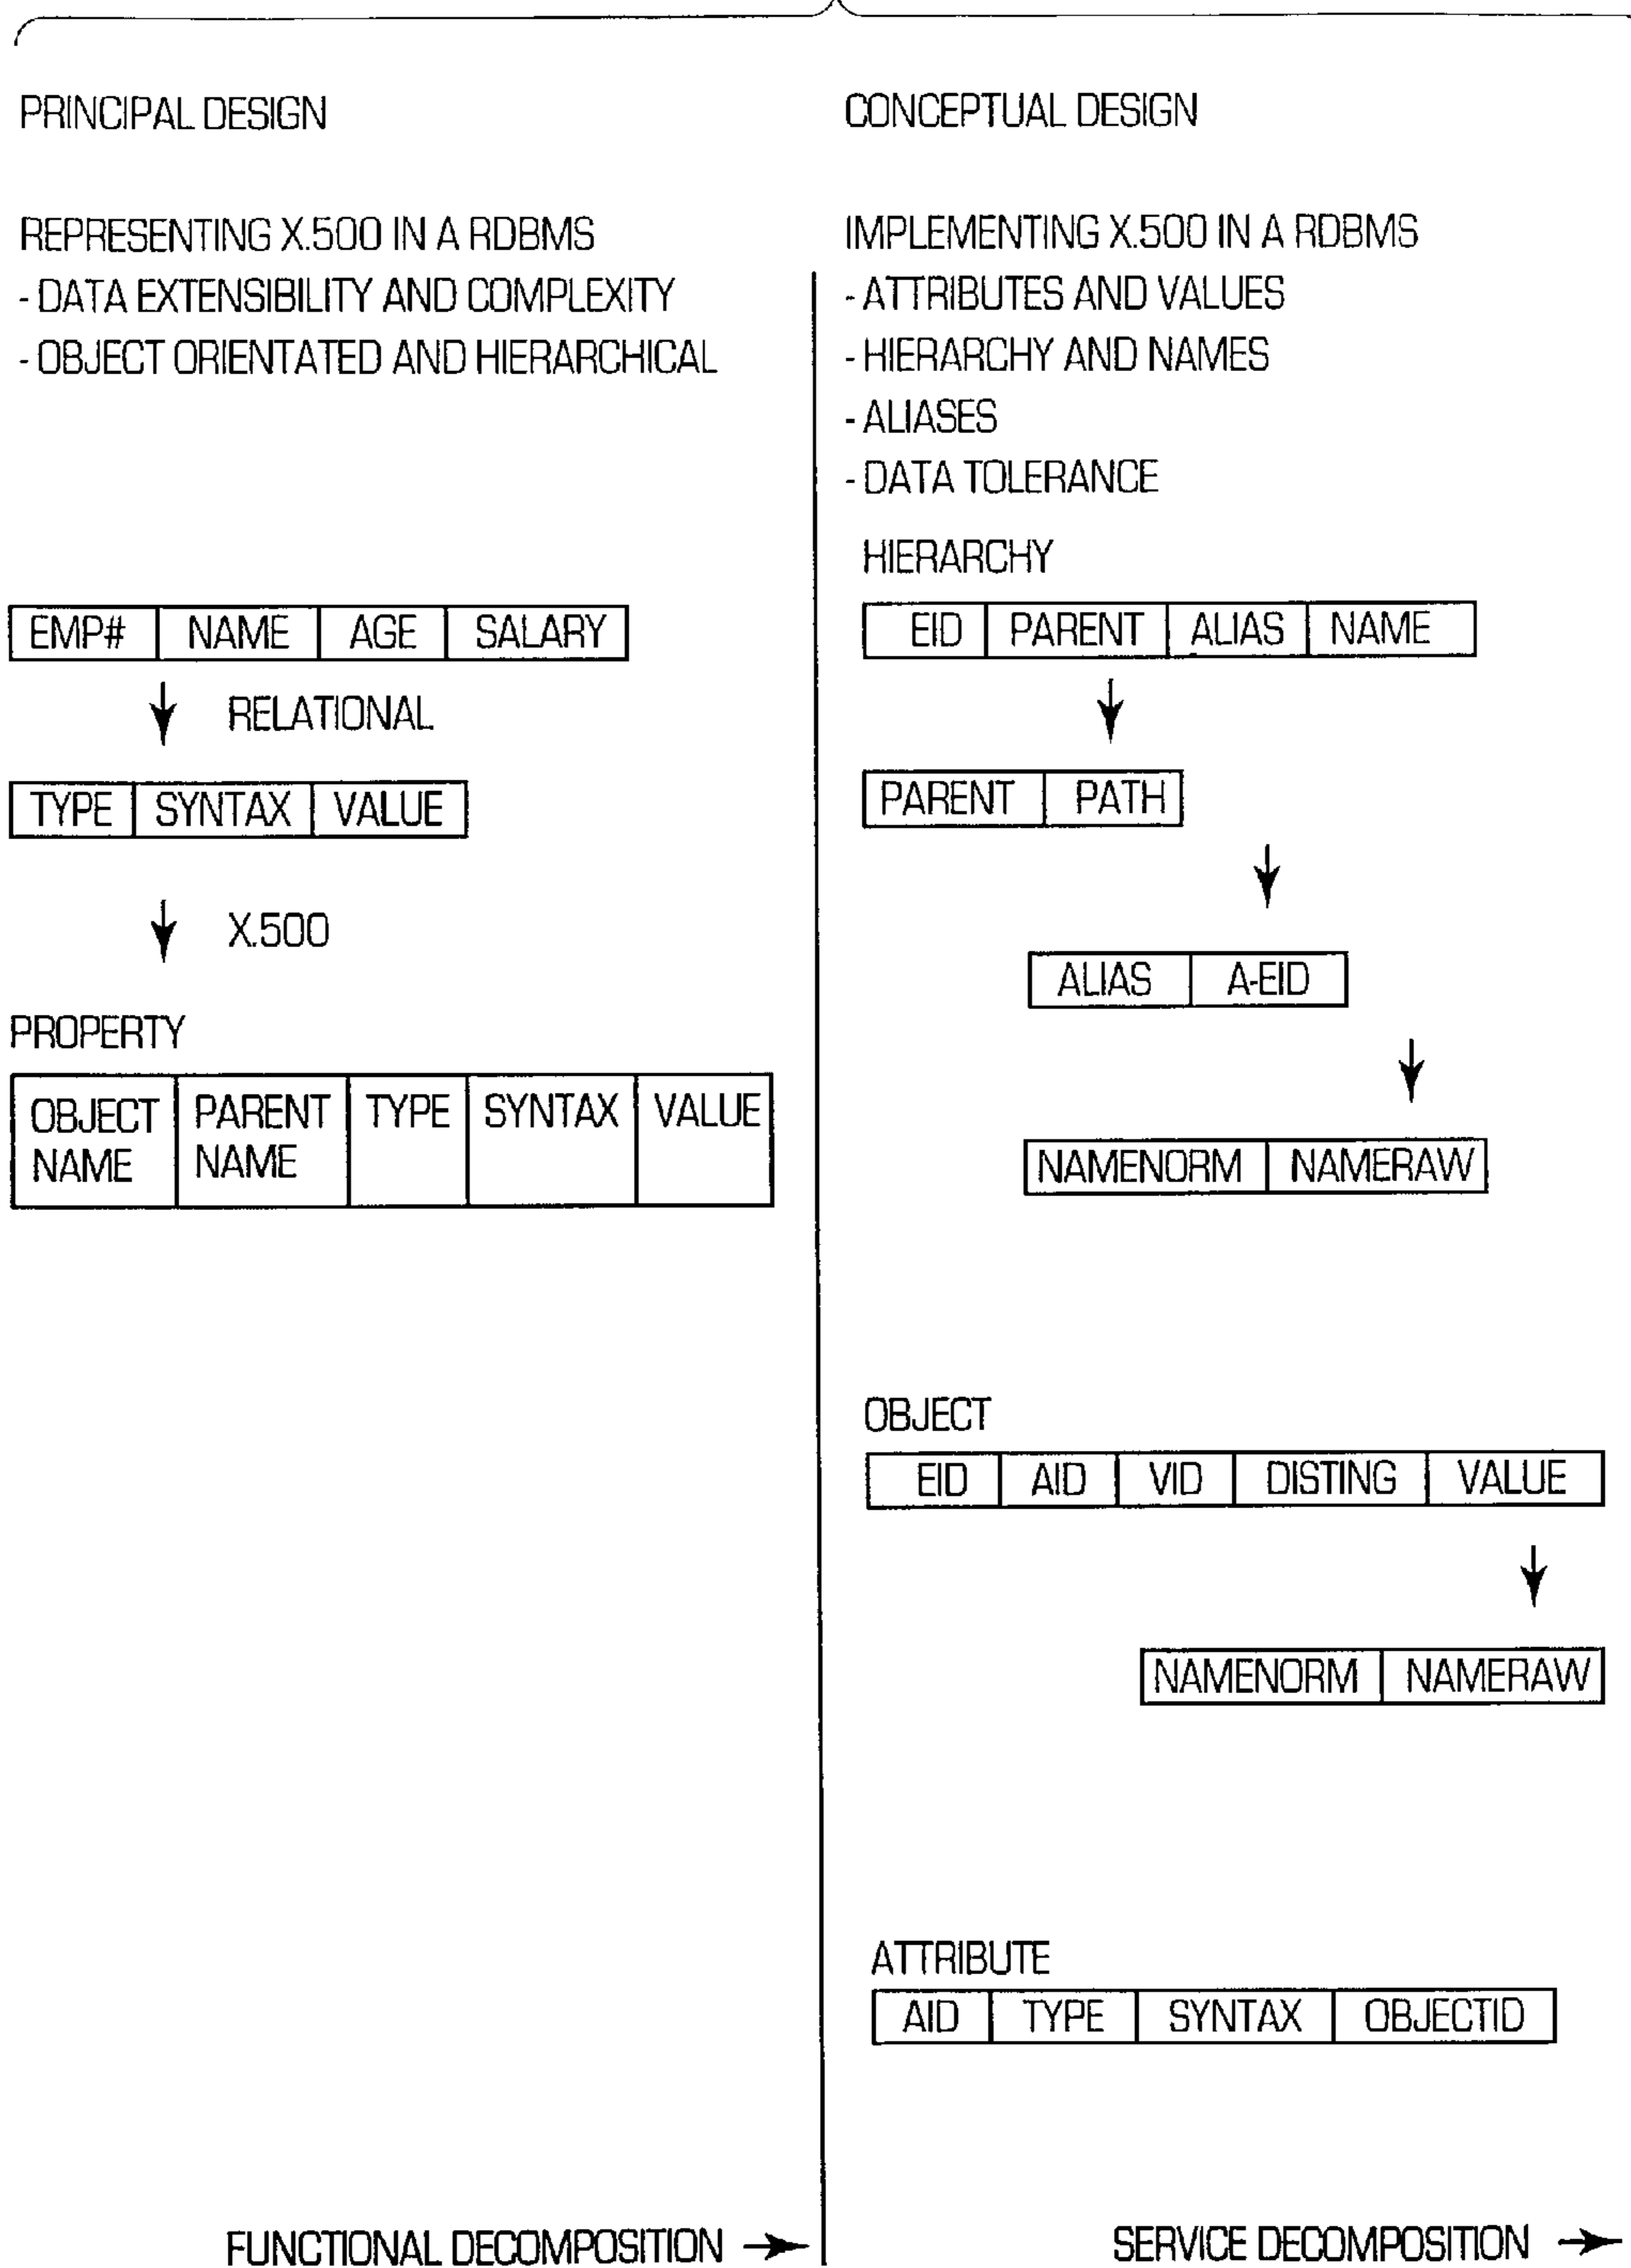 PRINCIPAL DESIGN
REPRESENTING X.500 IN A RDBMS
- DATA EXTENSIBILITY AND COMPLEXITY
- OBJECT ORIENTATED AND HIERARCHICAL
EMP# NAME AGE SALARY
RELATIONAL
TYPE SYNTAX VALUE
X.500
PROPERTY
OBJECT NAME PARENT NAME TYPE SYNTAX VALUE
FUNCTIONAL DECOMPOSITION
CONCEPTUAL DESIGN
IMPLEMENTING X.500 IN A RDBMS
- ATTRIBUTES AND VALUES
- HIERARCHY AND NAMES
- ALIASES
- DATA TOLERANCE
HIERARCHY
EID PARENT ALIAS NAME
PARENT PATH
ALIAS A-EID
NAMENORM NAMERAW
OBJECT
EID AID VID DISTING VALUE
NAMENORM NAMERAW
ATTRIBUTE
AID TYPE SYNTAX OBJECTID
SERVICE DECOMPOSITION